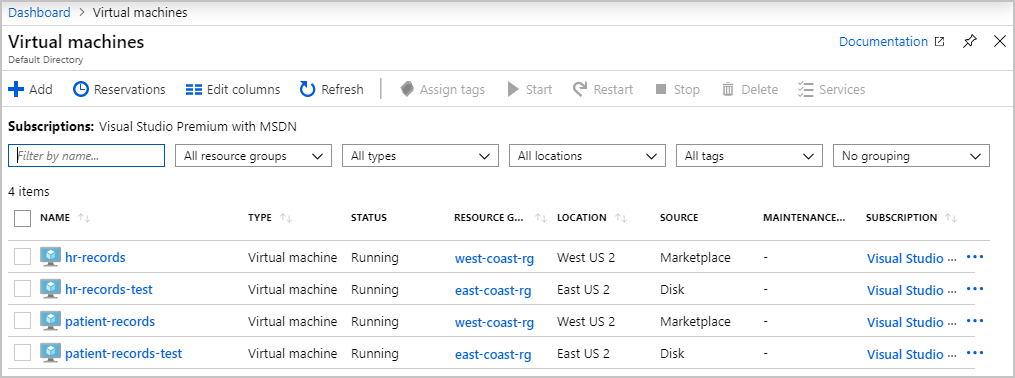 Dashboard > Virtual machines
Virtual machines
Documentation
Default Directory
Add Reservations Edit columns Refresh Assign tags Start Restart Stop Delete Services
Subscriptions: Visual Studio Premium with MSDN
Filter by name... All resource groups All types All locations All tags No grouping
4 items
NAME TYPE STATUS RESOURCE G... LOCATION SOURCE MAINTENANCE... SUBSCRIPTION
hr-records Virtual machine Running west-coast-rg West US 2 Marketplace - Visual Studio ...
hr-records-test Virtual machine Running east-coast-rg East US 2 Disk - Visual Studio ...
patient-records Virtual machine Running west-coast-rg West US 2 Marketplace - Visual Studio ...
patient-records-test Virtual machine Running east-coast-rg East US 2 Disk - Visual Studio ...